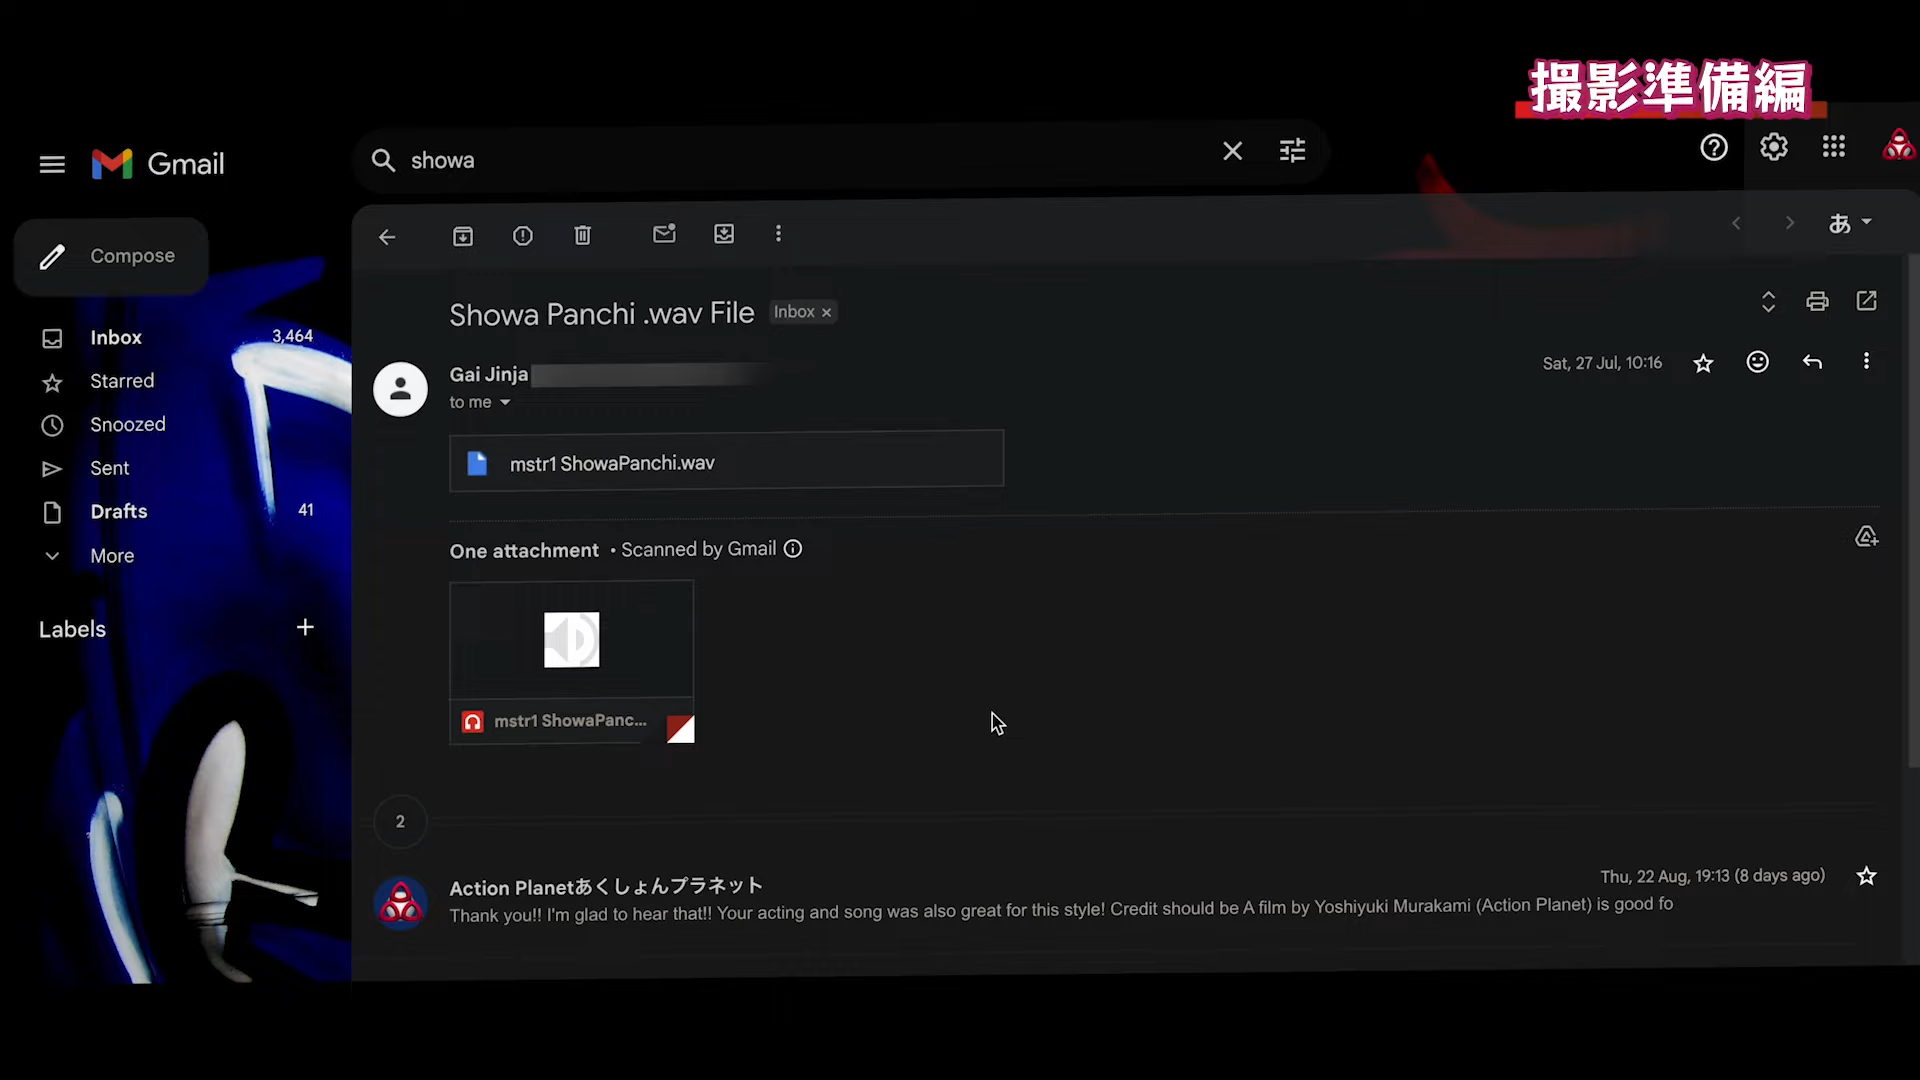 撮影準備編
Gmail
showa
Compose
あ
Showa Panchi .wav File
Inbox ×
Inbox 3,464
Starred
Snoozed
Sent
Drafts 41
More
Labels
Gai Jinja
Sat, 27 Jul, 10:16
to me
mstr1 ShowaPanchi.wav
One attachment • Scanned by Gmail
mstr1 ShowaPanc...
2
Action Planetあくしょんプラネット
Thu, 22 Aug, 19:13 (8 days ago)
Thank you!! I'm glad to hear that!! Your acting and song was also great for this style! Credit should be A film by Yoshiyuki Murakami (Action Planet) is good fo